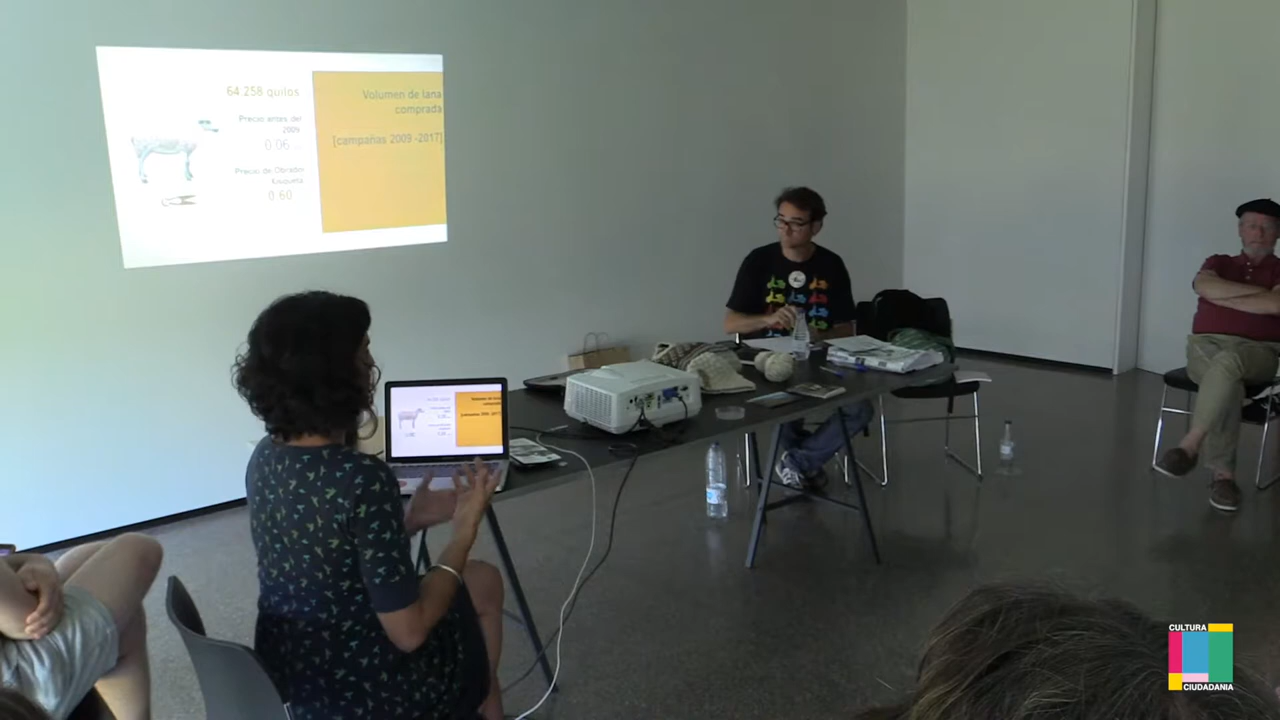 64 258 quilos
Precio antes del
2009
0.06
Precio de Obrador
0.60
Volumen de lana
comprada
[campañas 2009 -2017]
CULTURA
CIUDADANIA